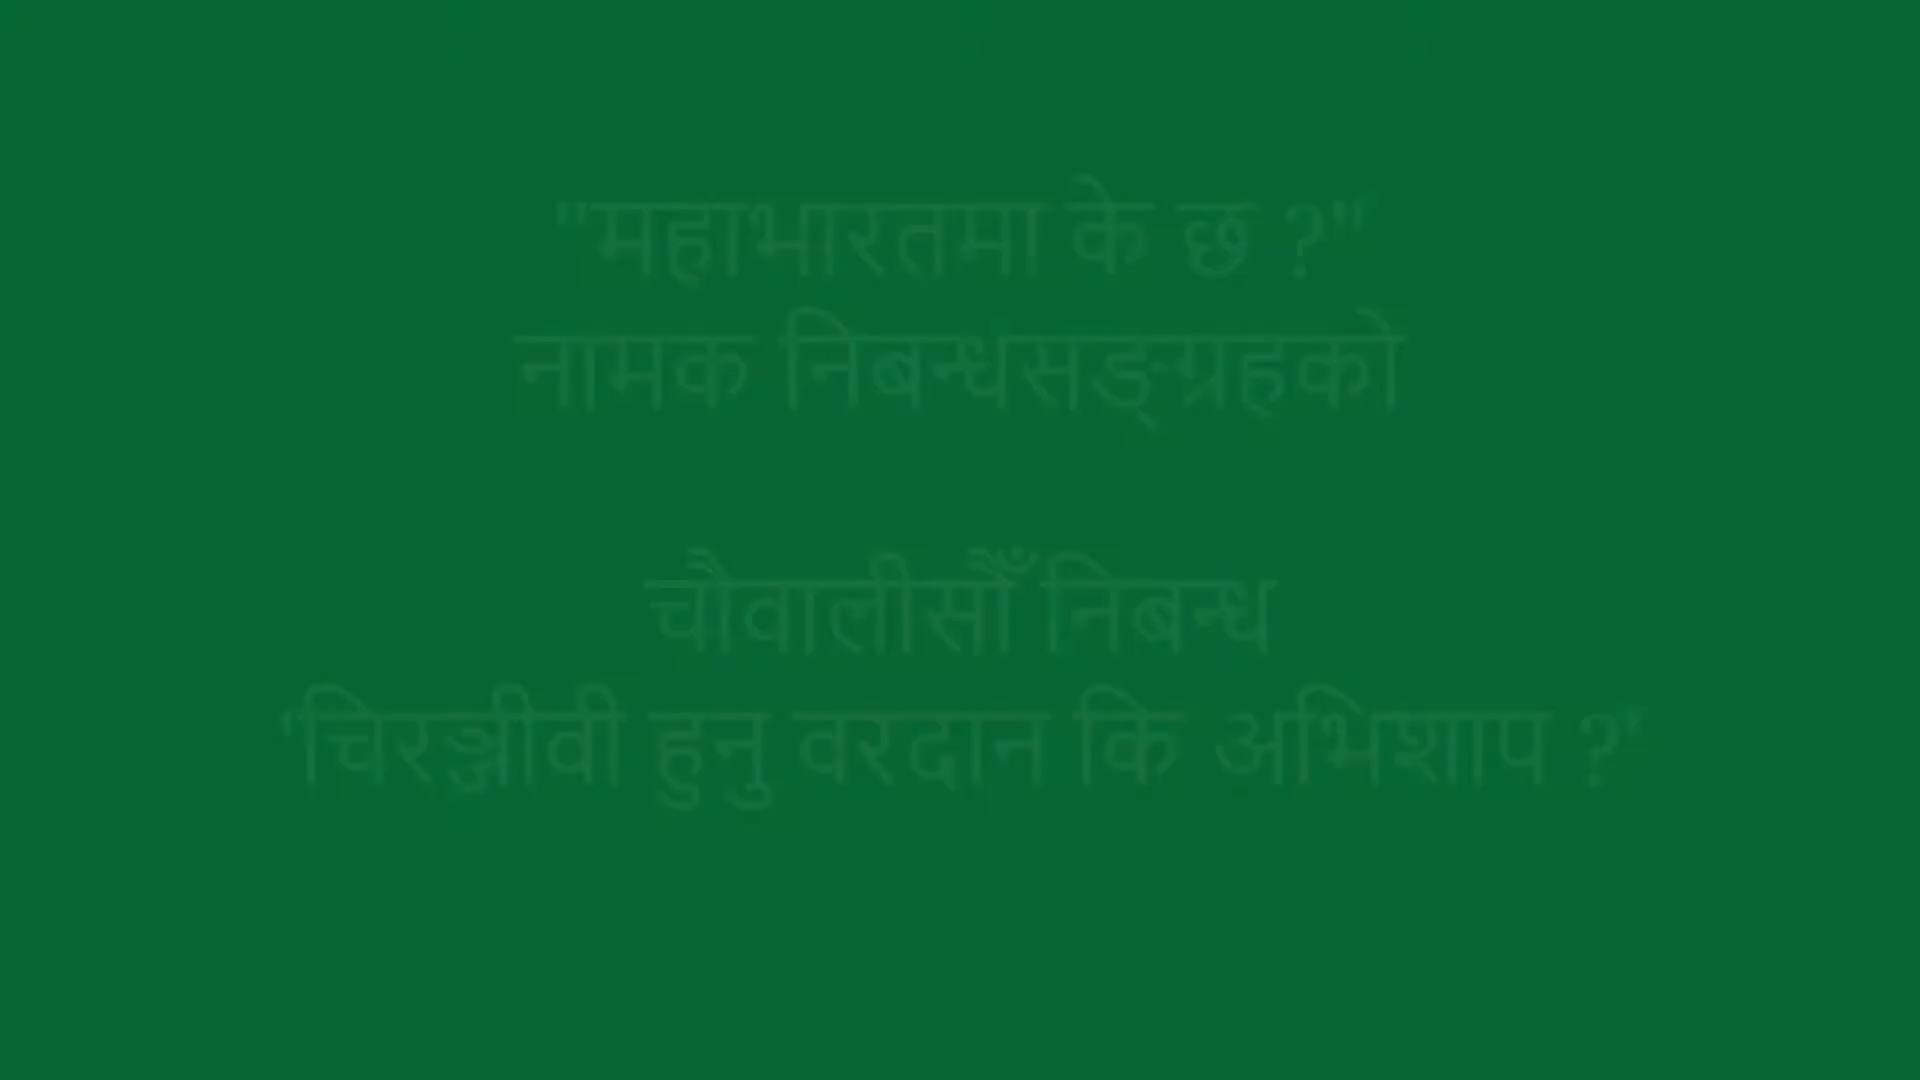 "महाभारतमा के छ ?"
नामक निबन्धसङ्ग्रहको
चौवालीसौँ निबन्ध
'चिरञ्जीवी हुनु वरदान कि अभिशाप ?'